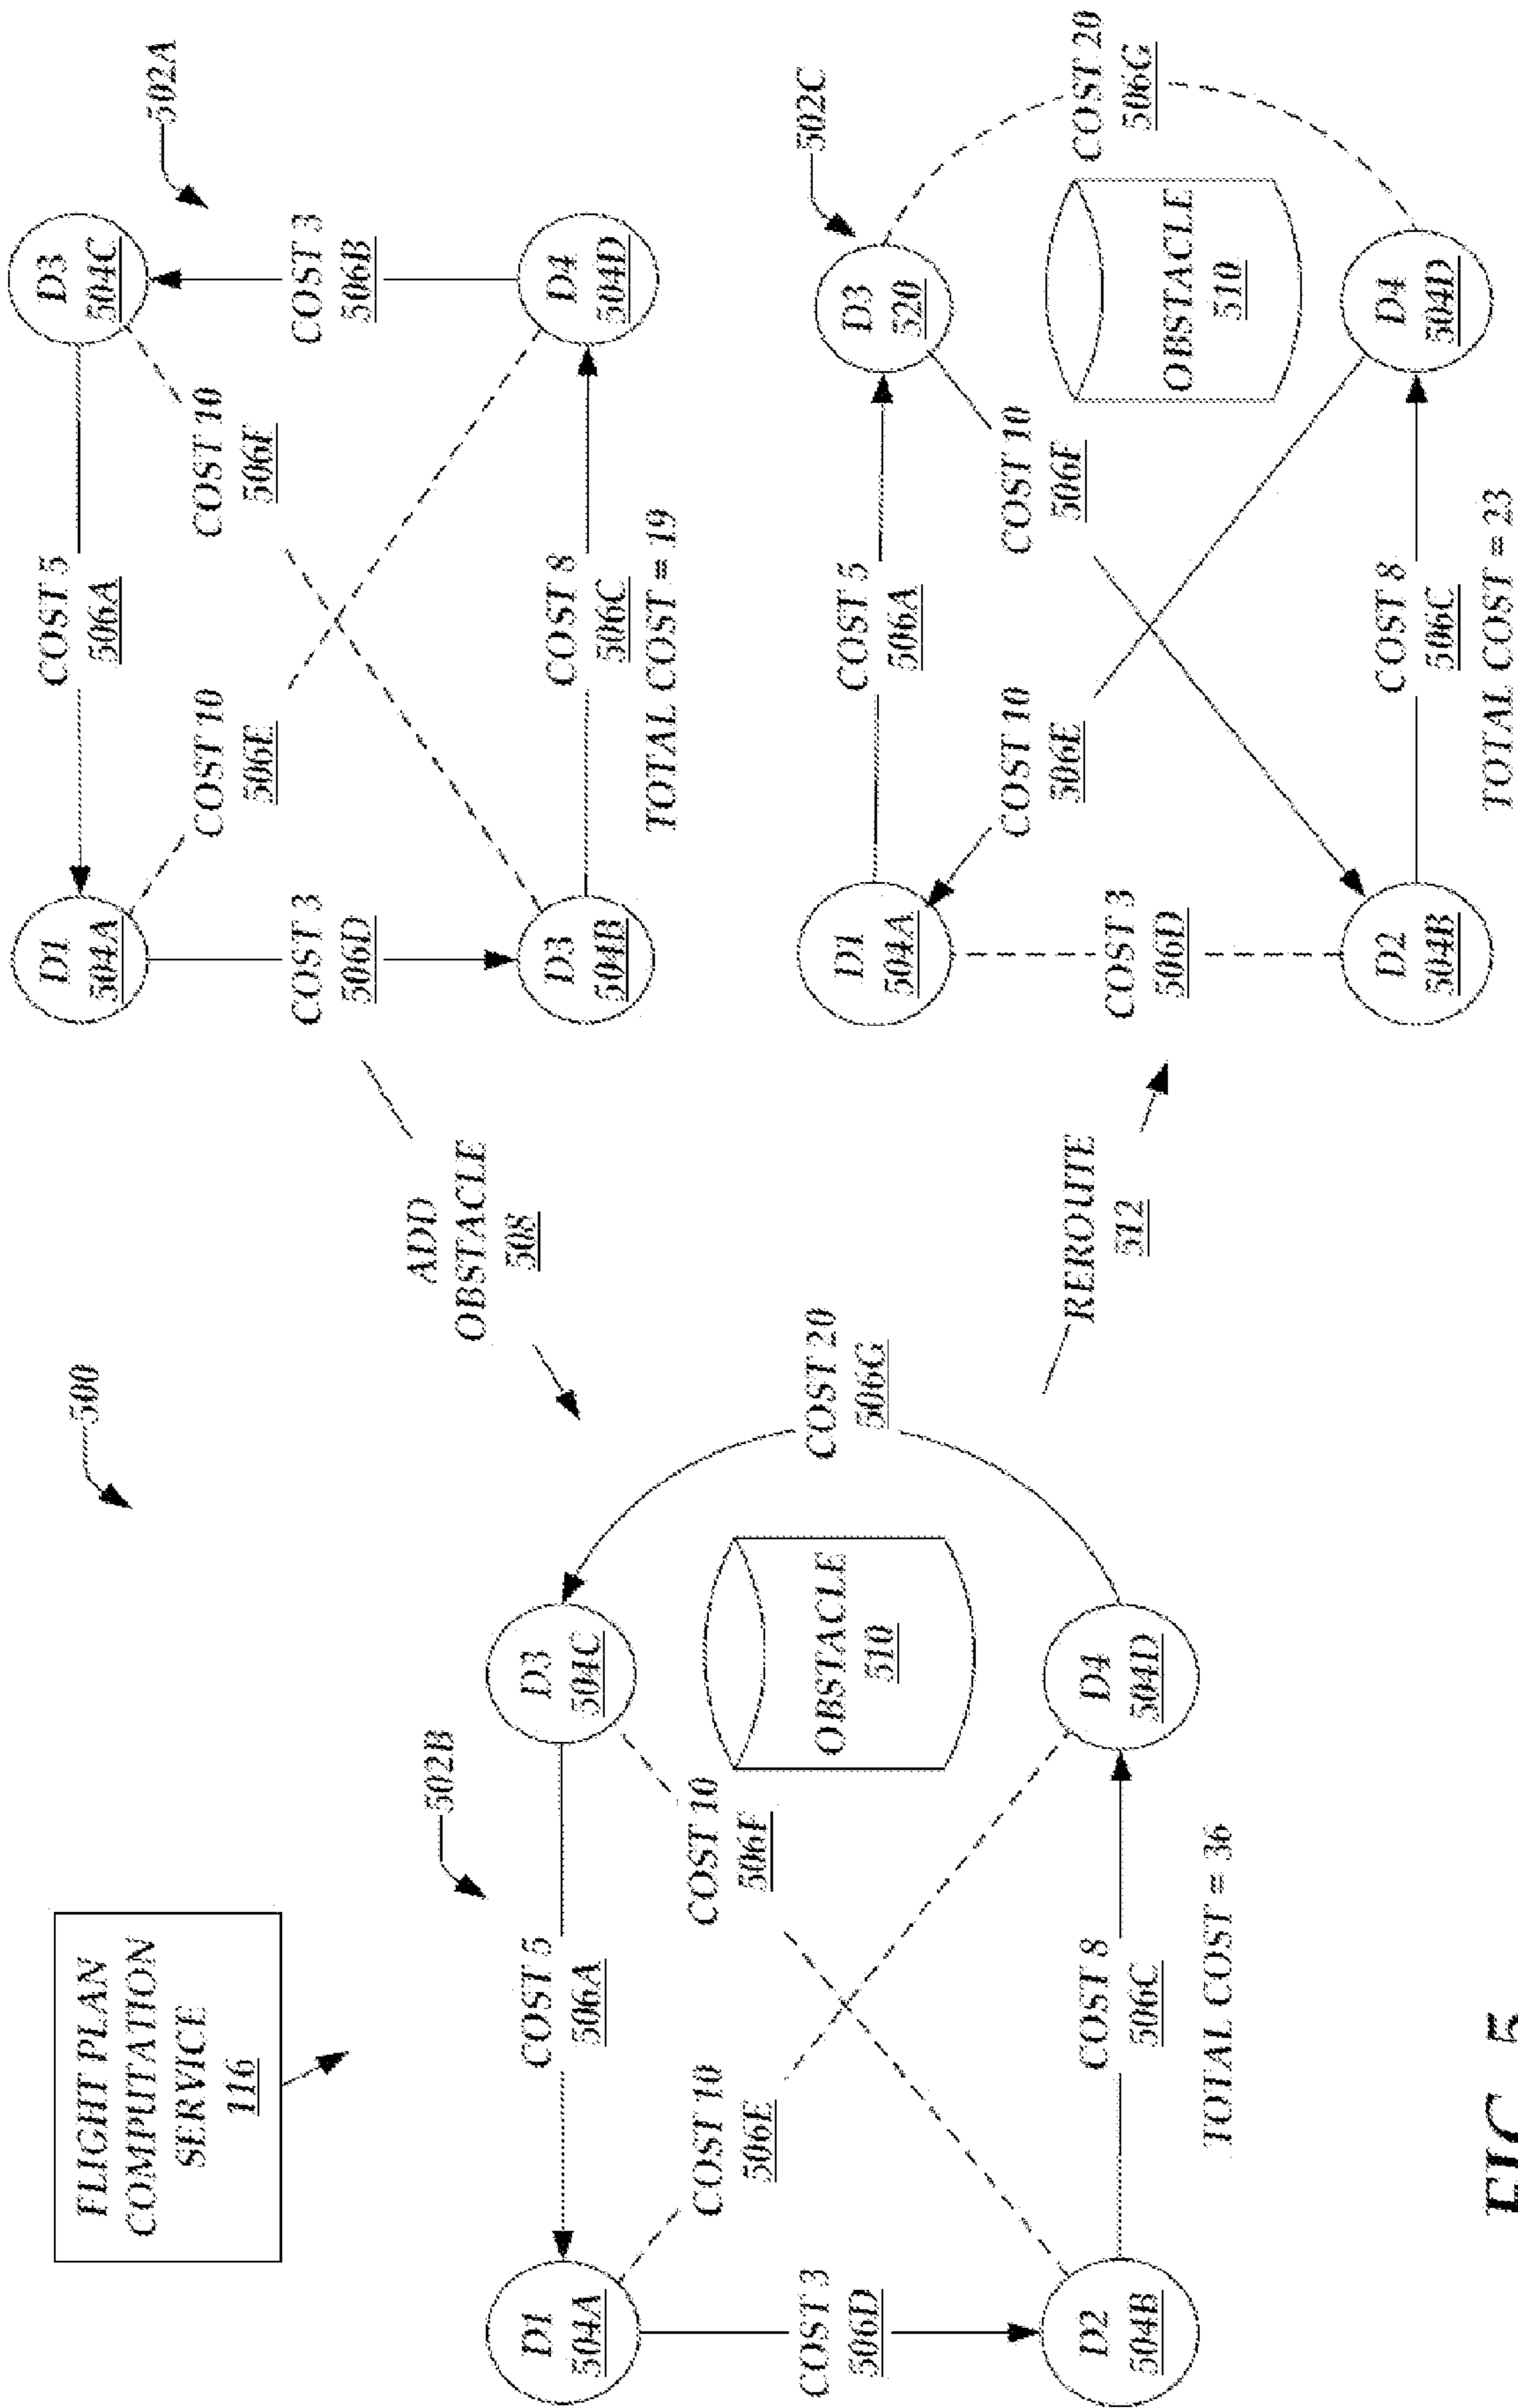 FLIGHT PLAN
COMPUTATION
SERVICE
116
500
502A
D1
504A
COST 5
506A
D3
504C
COST 10
506E
COST 10
506F
COST 3
506D
COST 3
506B
D3
504B
COST 8
506C
D4
504D
TOTAL COST = 19
ADD
OBSTACLE
508
502B
D1
504A
COST 5
506A
D3
504C
COST 10
506E
COST 10
506F
COST 3
506D
OBSTACLE
510
COST 20
506G
D2
504B
COST 8
506C
D4
504D
TOTAL COST = 36
REROUTE
512
502C
D1
504A
COST 5
506A
D3
520
COST 10
506E
COST 10
506F
COST 3
506D
OBSTACLE
510
COST 20
506G
D2
504B
COST 8
506C
D4
504D
TOTAL COST = 23
FIG. 5